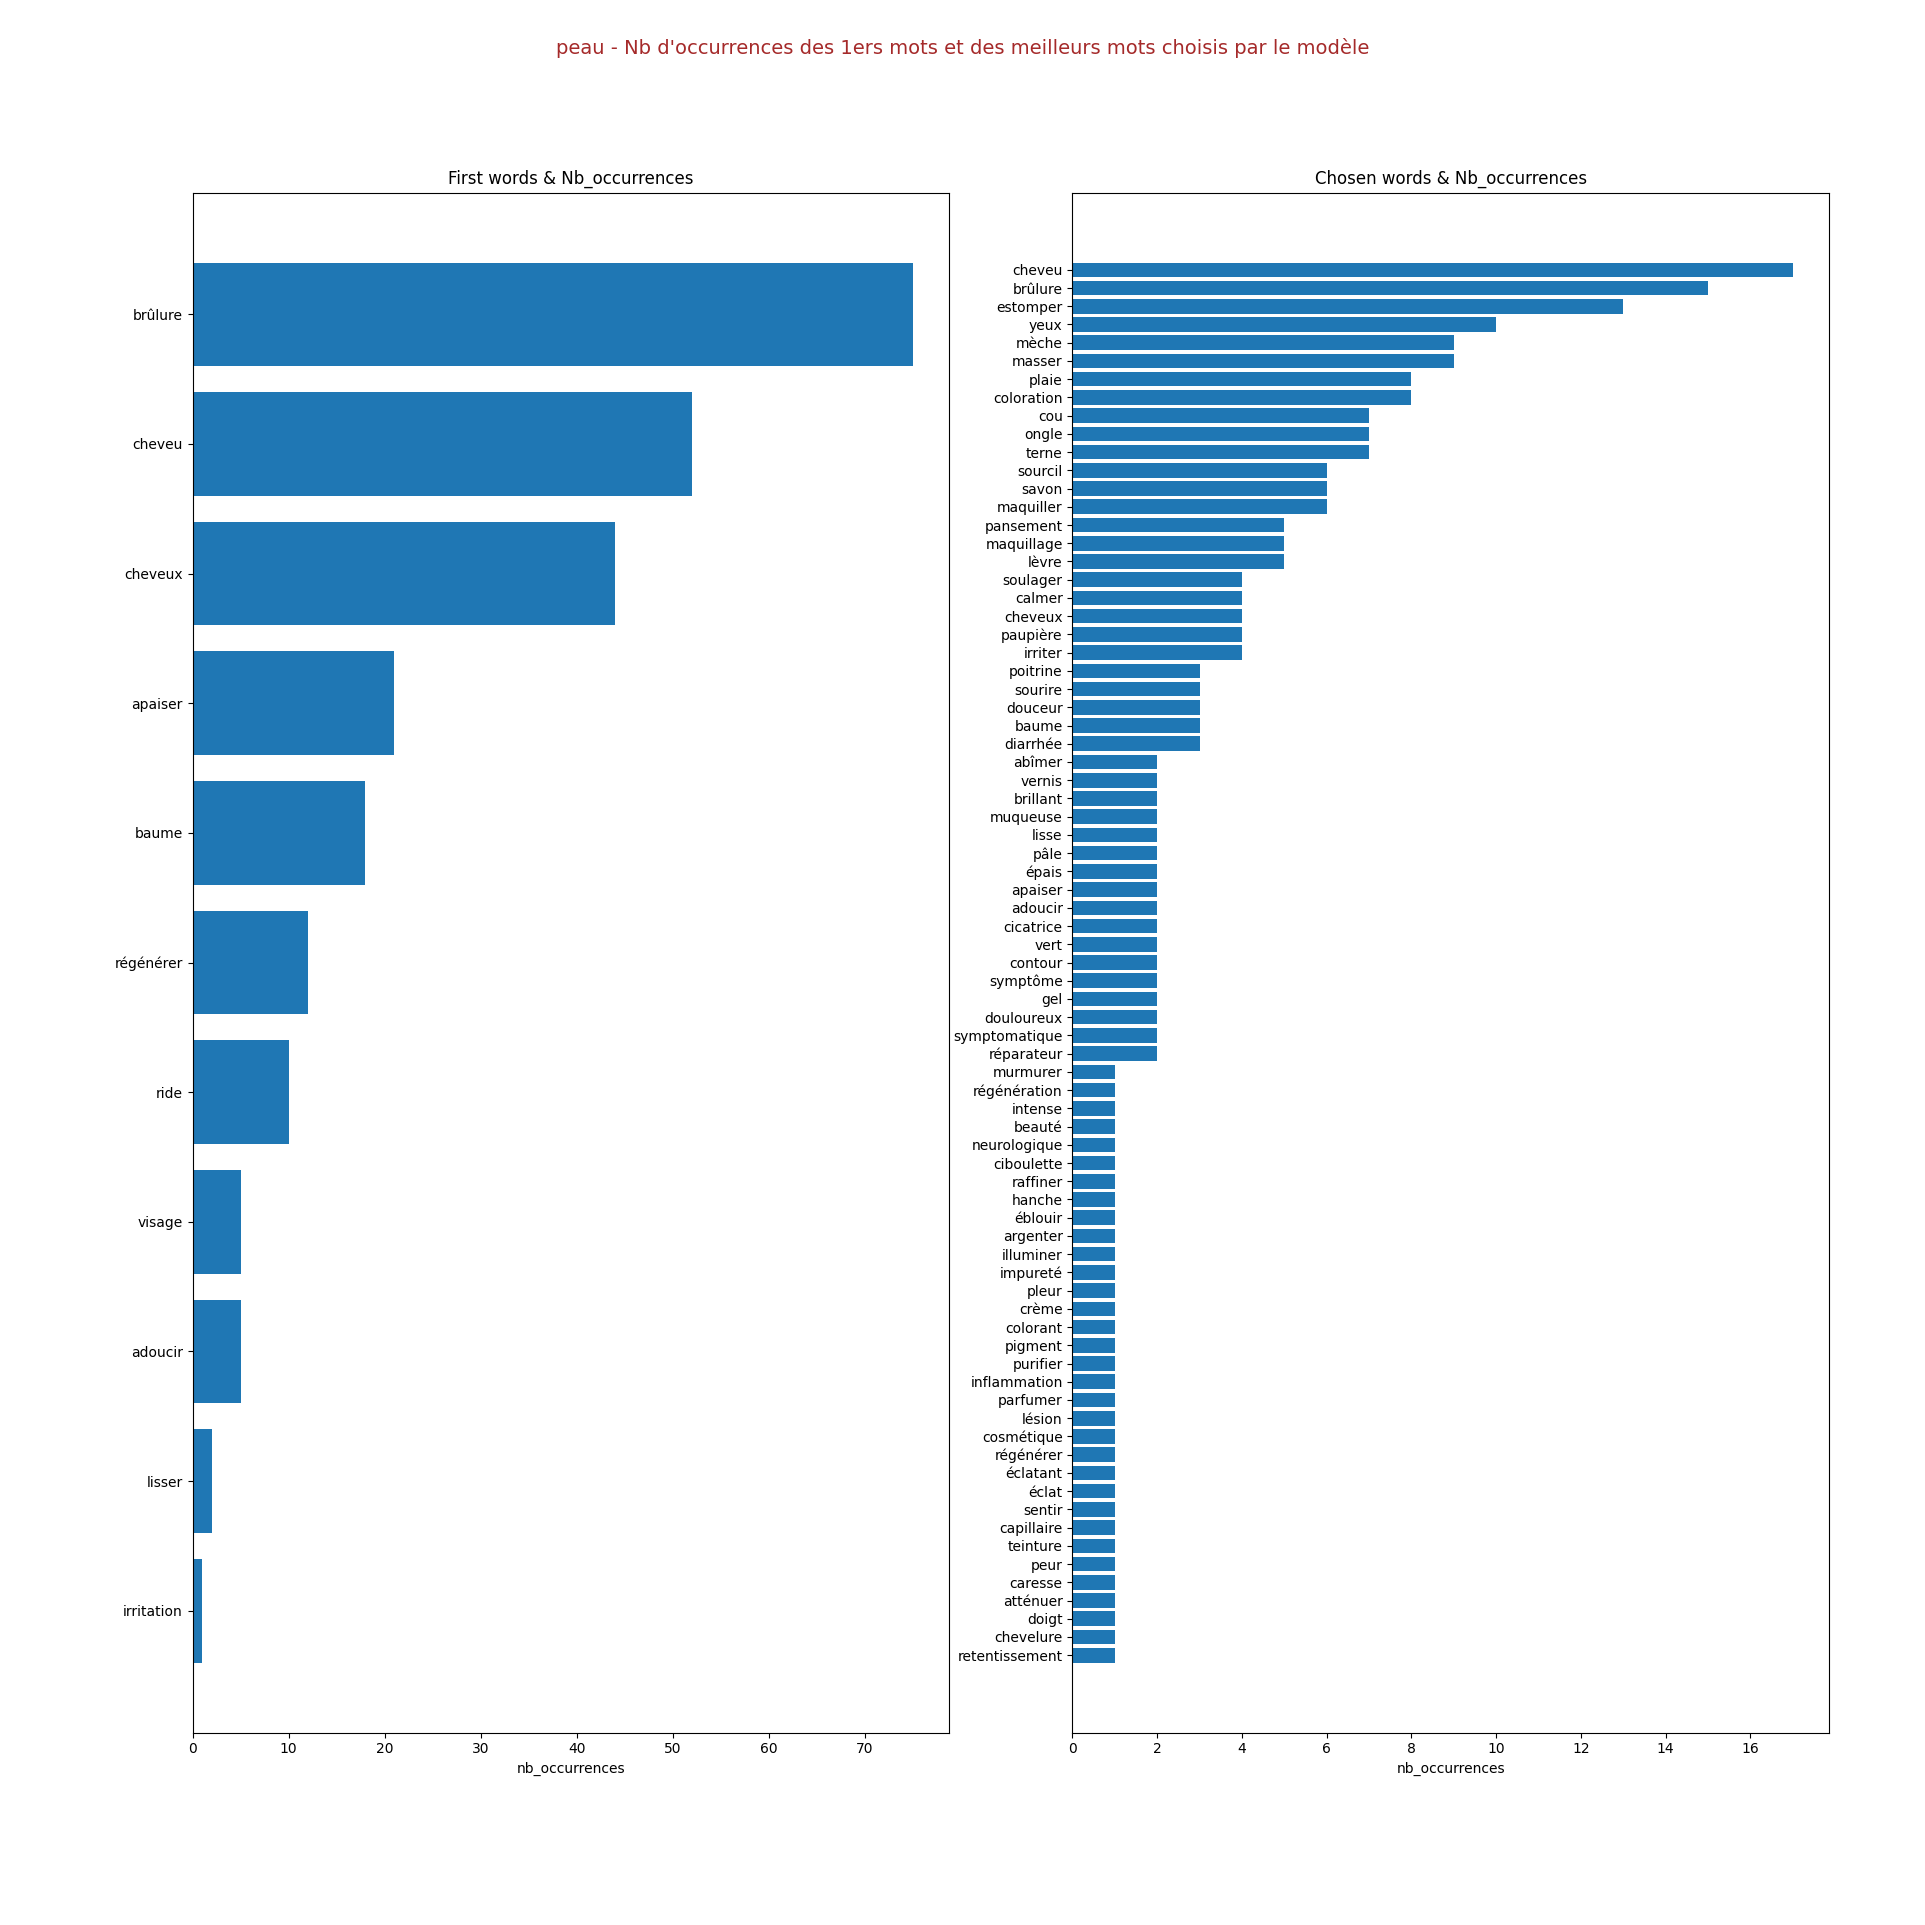 peau - Nb d'occurrences des 1ers mots et des meilleurs mots choisis par le modèle
First words & Nb_occurrences
brûlure
cheveu
cheveux
apaiser
baume
régénérer
ride
visage
adoucir
lisser
irritation
0 10 20 30 40 50 60 70
nb_occurrences
Chosen words & Nb_occurrences
cheveu
brûlure
estomper
yeux
mèche
masser
plaie
coloration
cou
ongle
terne
sourcil
savon
maquiller
pansement
maquillage
lèvre
soulager
calmer
cheveux
paupière
irriter
poitrine
sourire
douceur
baume
diarrhée
abîmer
vernis
brillant
muqueuse
lisse
pâle
épais
apaiser
adoucir
cicatrice
vert
contour
symptôme
gel
douloureux
symptomatique
réparateur
murmurer
régénération
intense
beauté
neurologique
ciboulette
raffiner
hanche
éblouir
argenter
illuminer
impureté
pleur
crème
colorant
pigment
purifier
inflammation
parfumer
lésion
cosmétique
régénérer
éclatant
éclat
sentir
capillaire
teinture
peur
caresse
atténuer
doigt
chevelure
retentissement
0 2 4 6 8 10 12 14 16
nb_occurrences